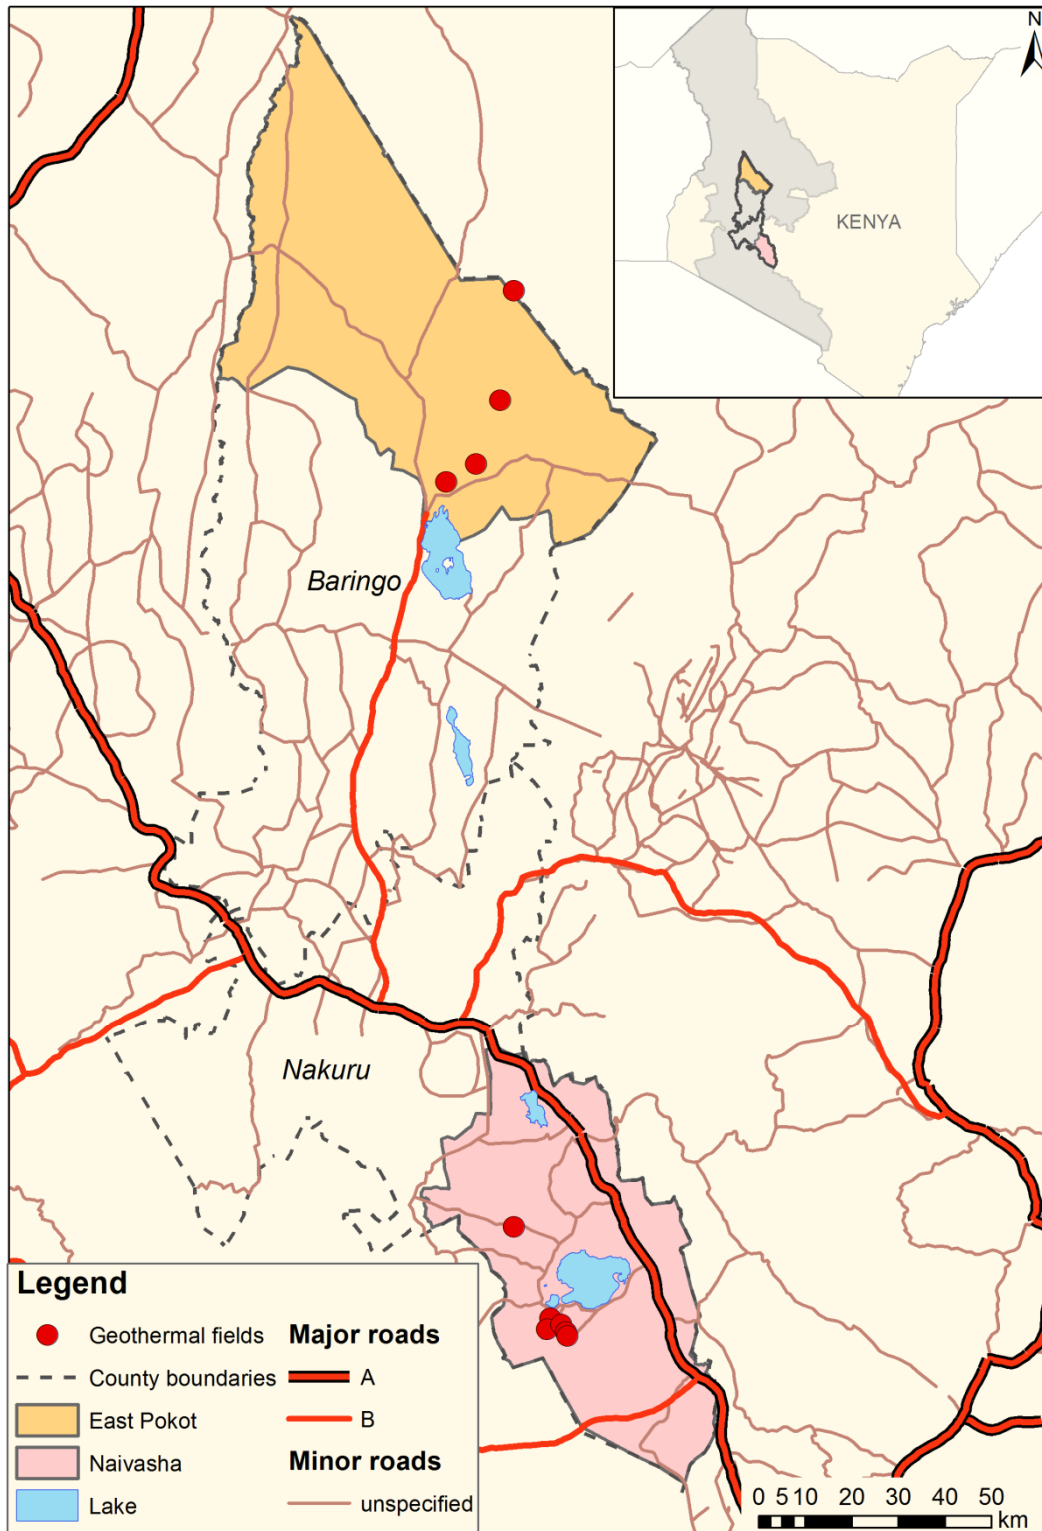 N
KENYA
Baringo
Nakuru
Legend
Geothermal fields
County boundaries
East Pokot
Naivasha
Lake
Major roads
A
B
Minor roads
unspecified
0 5 10 20 30 40 50
km